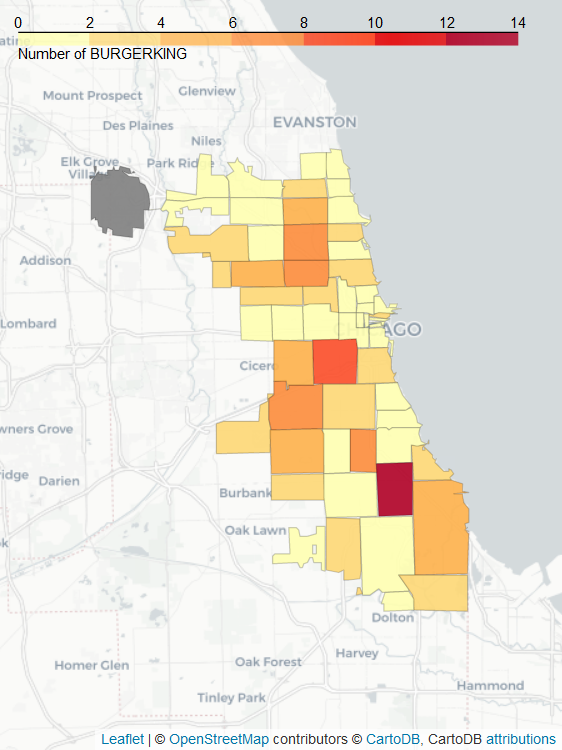 0 2 4 6 8 10 12 14
Number of BURGERKING
Glenview
Mount Prospect
EVANSTON
Des Plaines
Niles
Elk Grove
Village
Park Ridge
Addison
Lombard
CHICAGO
Cicero
wners Grove
idge
Darien
Burbank
Oak Lawn
Dolton
Harvey
Homer Glen
Oak Forest
Hammond
Tinley Park
Leaflet | © OpenStreetMap contributors © CartoDB, CartoDB attributions